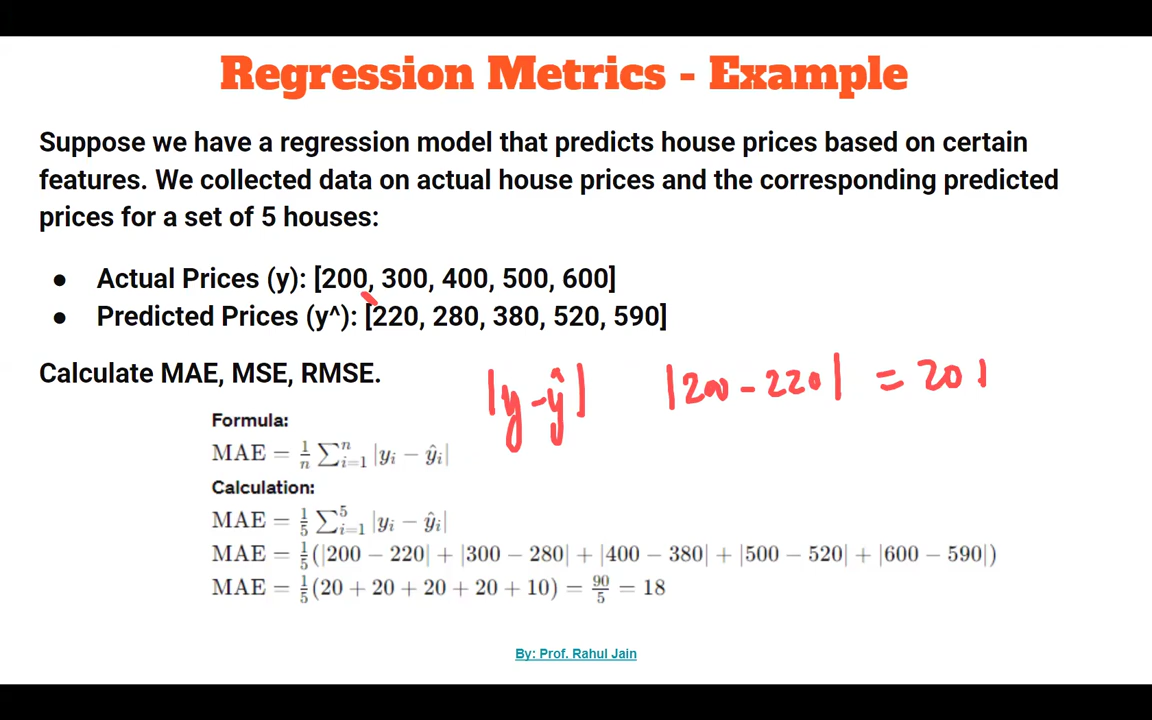 Regression Metrics - Example
Suppose we have a regression model that predicts house prices based on certain
features. We collected data on actual house prices and the corresponding predicted
prices for a set of 5 houses:
● Actual Prices (y): [200, 300, 400, 500, 600]
● Predicted Prices (y^): [220, 280, 380, 520, 590]
Calculate MAE, MSE, RMSE.
|y - ŷ| |200 - 220| = 20
Formula:
MAE = 1/n ∑ⁿᵢ₌₁ |yᵢ − ŷᵢ|
Calculation:
MAE = 1/5 ∑⁵ᵢ₌₁ |yᵢ − ŷᵢ|
MAE = 1/5 (|200 − 220| + |300 − 280| + |400 − 380| + |500 − 520| + |600 − 590|)
MAE = 1/5 (20 + 20 + 20 + 20 + 10) = 90/5 = 18
By: Prof. Rahul Jain